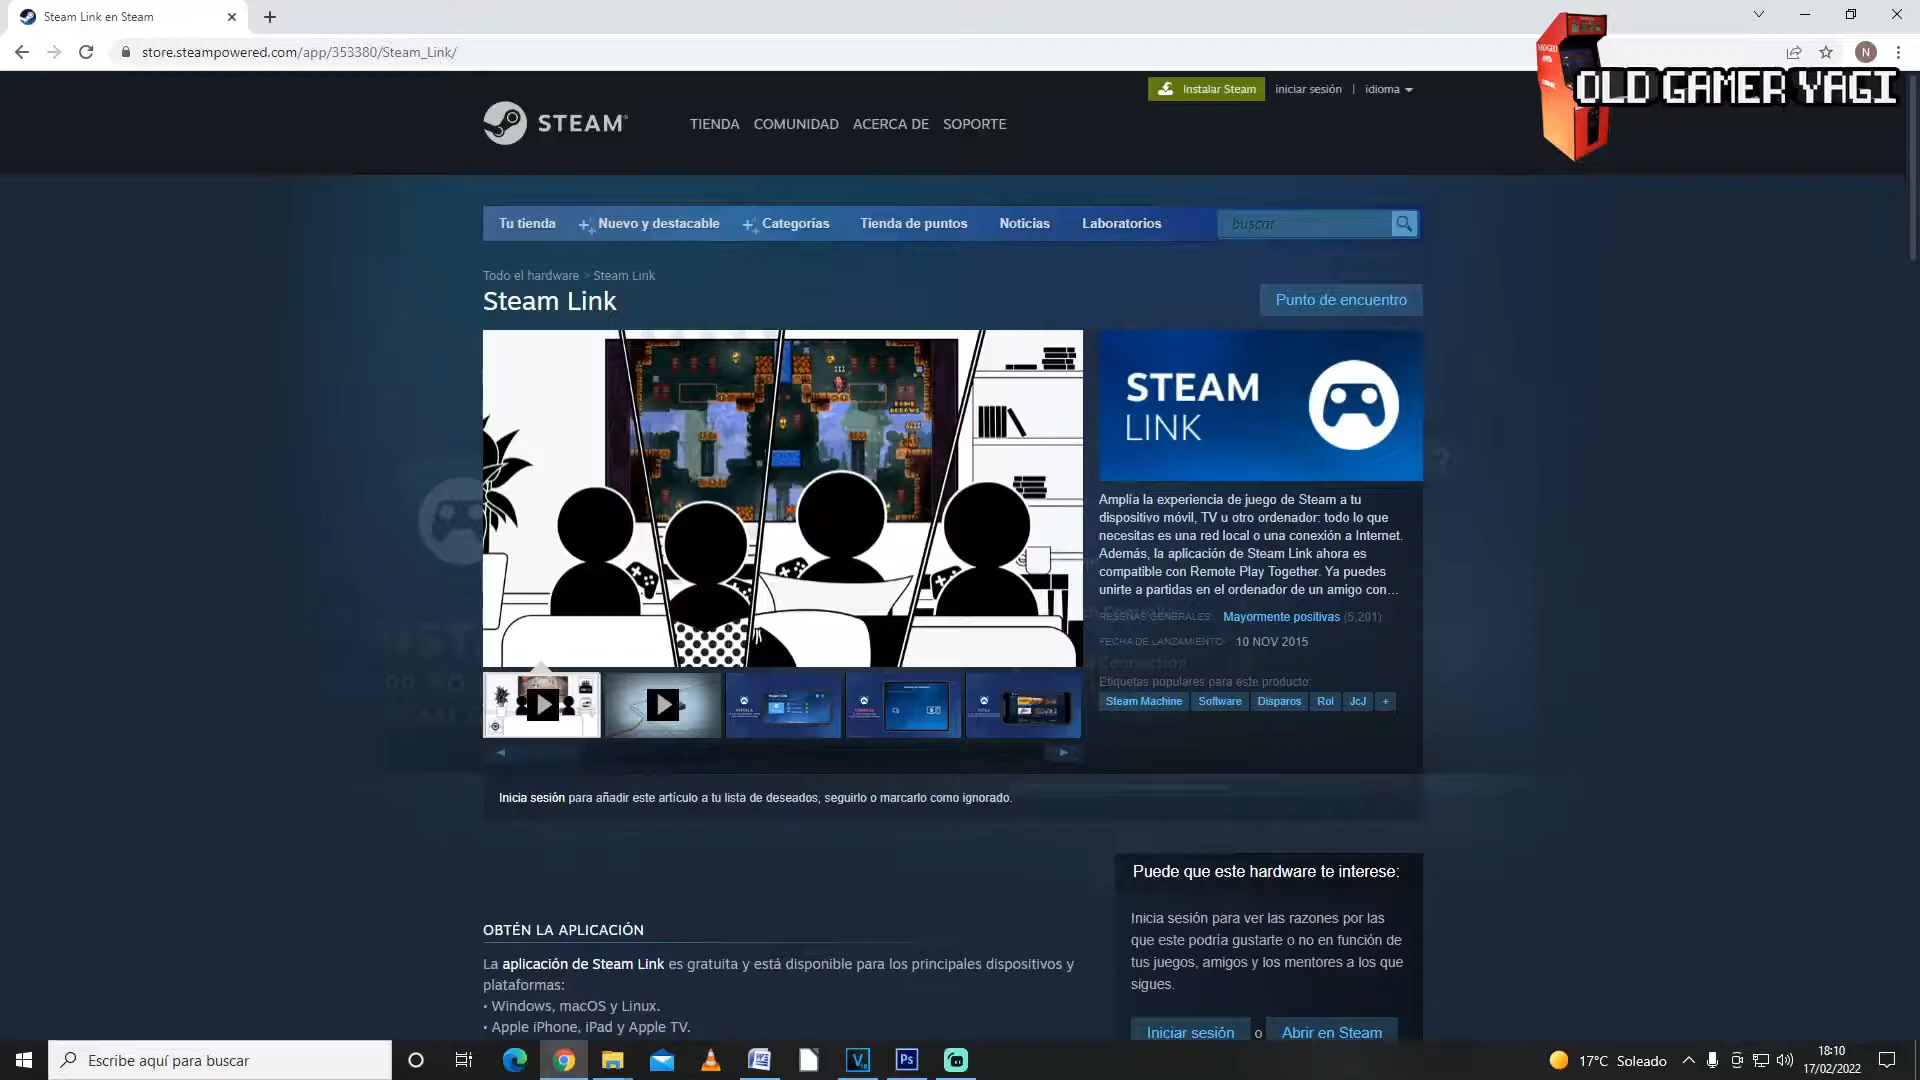 Steam Link en Steam
store.steampowered.com/app/353380/Steam_Link/
N
OLD GAMER YAGI
Instalar Steam
iniciar sesión | idioma
STEAM
TIENDA COMUNIDAD ACERCA DE SOPORTE
Tu tienda
Nuevo y destacable
Categorías
Tienda de puntos
Noticias
Laboratorios
buscar
Todo el hardware > Steam Link
Steam Link
Punto de encuentro
STEAM
LINK
Amplía la experiencia de juego de Steam a tu
dispositivo móvil, TV u otro ordenador: todo lo que
necesitas es una red local o una conexión a Internet.
Además, la aplicación de Steam Link ahora es
compatible con Remote Play Together. Ya puedes
unirte a partidas en el ordenador de un amigo con...
RESEÑAS GENERALES: Mayormente positivas (5,201)
FECHA DE LANZAMIENTO: 10 NOV 2015
Etiquetas populares para este producto:
Steam Machine Software Disparos Rol JcJ +
Inicia sesión para añadir este artículo a tu lista de deseados, seguirlo o marcarlo como ignorado.
OBTÉN LA APLICACIÓN
La aplicación de Steam Link es gratuita y está disponible para los principales dispositivos y
plataformas:
• Windows, macOS y Linux.
• Apple iPhone, iPad y Apple TV.
Puede que este hardware te interese:
Inicia sesión para ver las razones por las
que este podría gustarte o no en función de
tus juegos, amigos y los mentores a los que
sigues.
Iniciar sesión o Abrir en Steam
Escribe aquí para buscar
17°C Soleado
18:10
17/02/2022